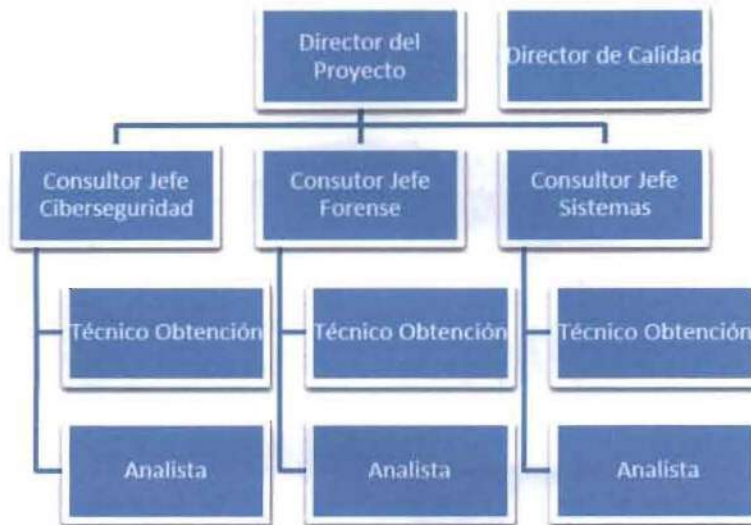 Director del
Proyecto
Director de Calidad
Consultor Jefe
Ciberseguridad
Consutor Jefe
Forense
Consultor Jefe
Sistemas
Técnico Obtención
Técnico Obtención
Técnico Obtención
Analista
Analista
Analista